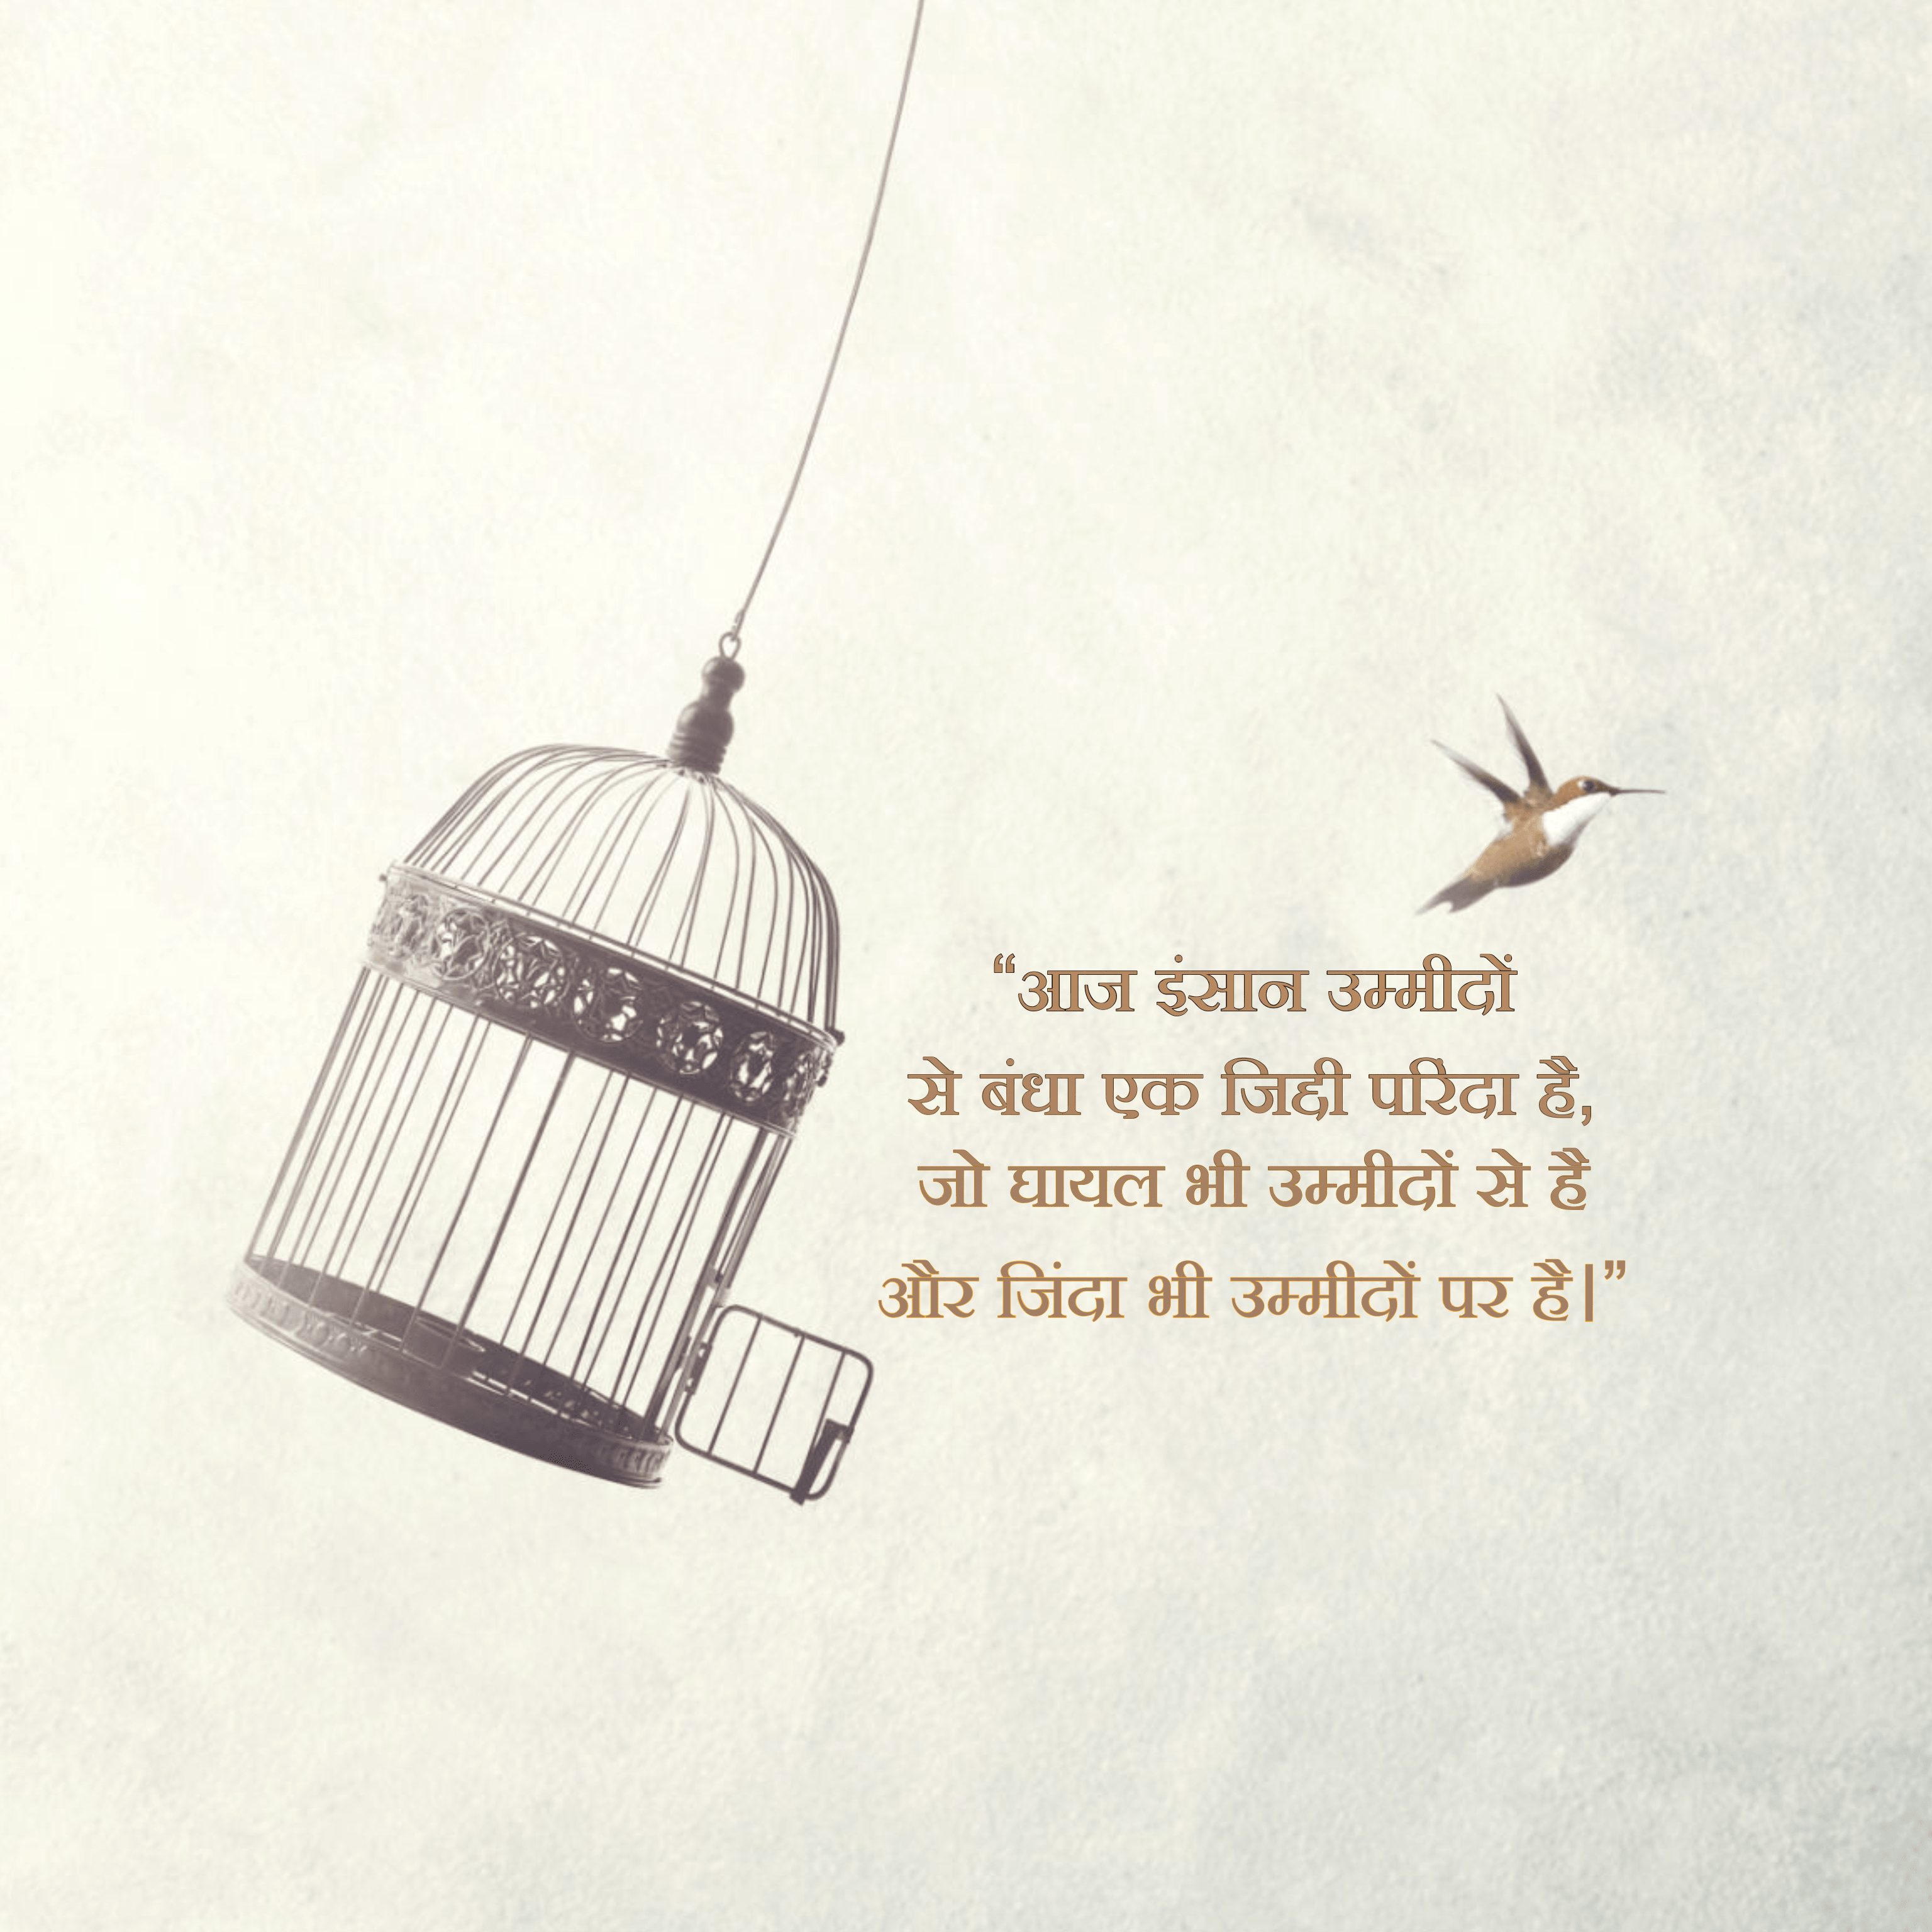 “आज इंसान उम्मीदों
से बंधा एक जिद्दी परिंदा है,
जो घायल भी उम्मीदों से है
और जिंदा भी उम्मीदों पर है|”